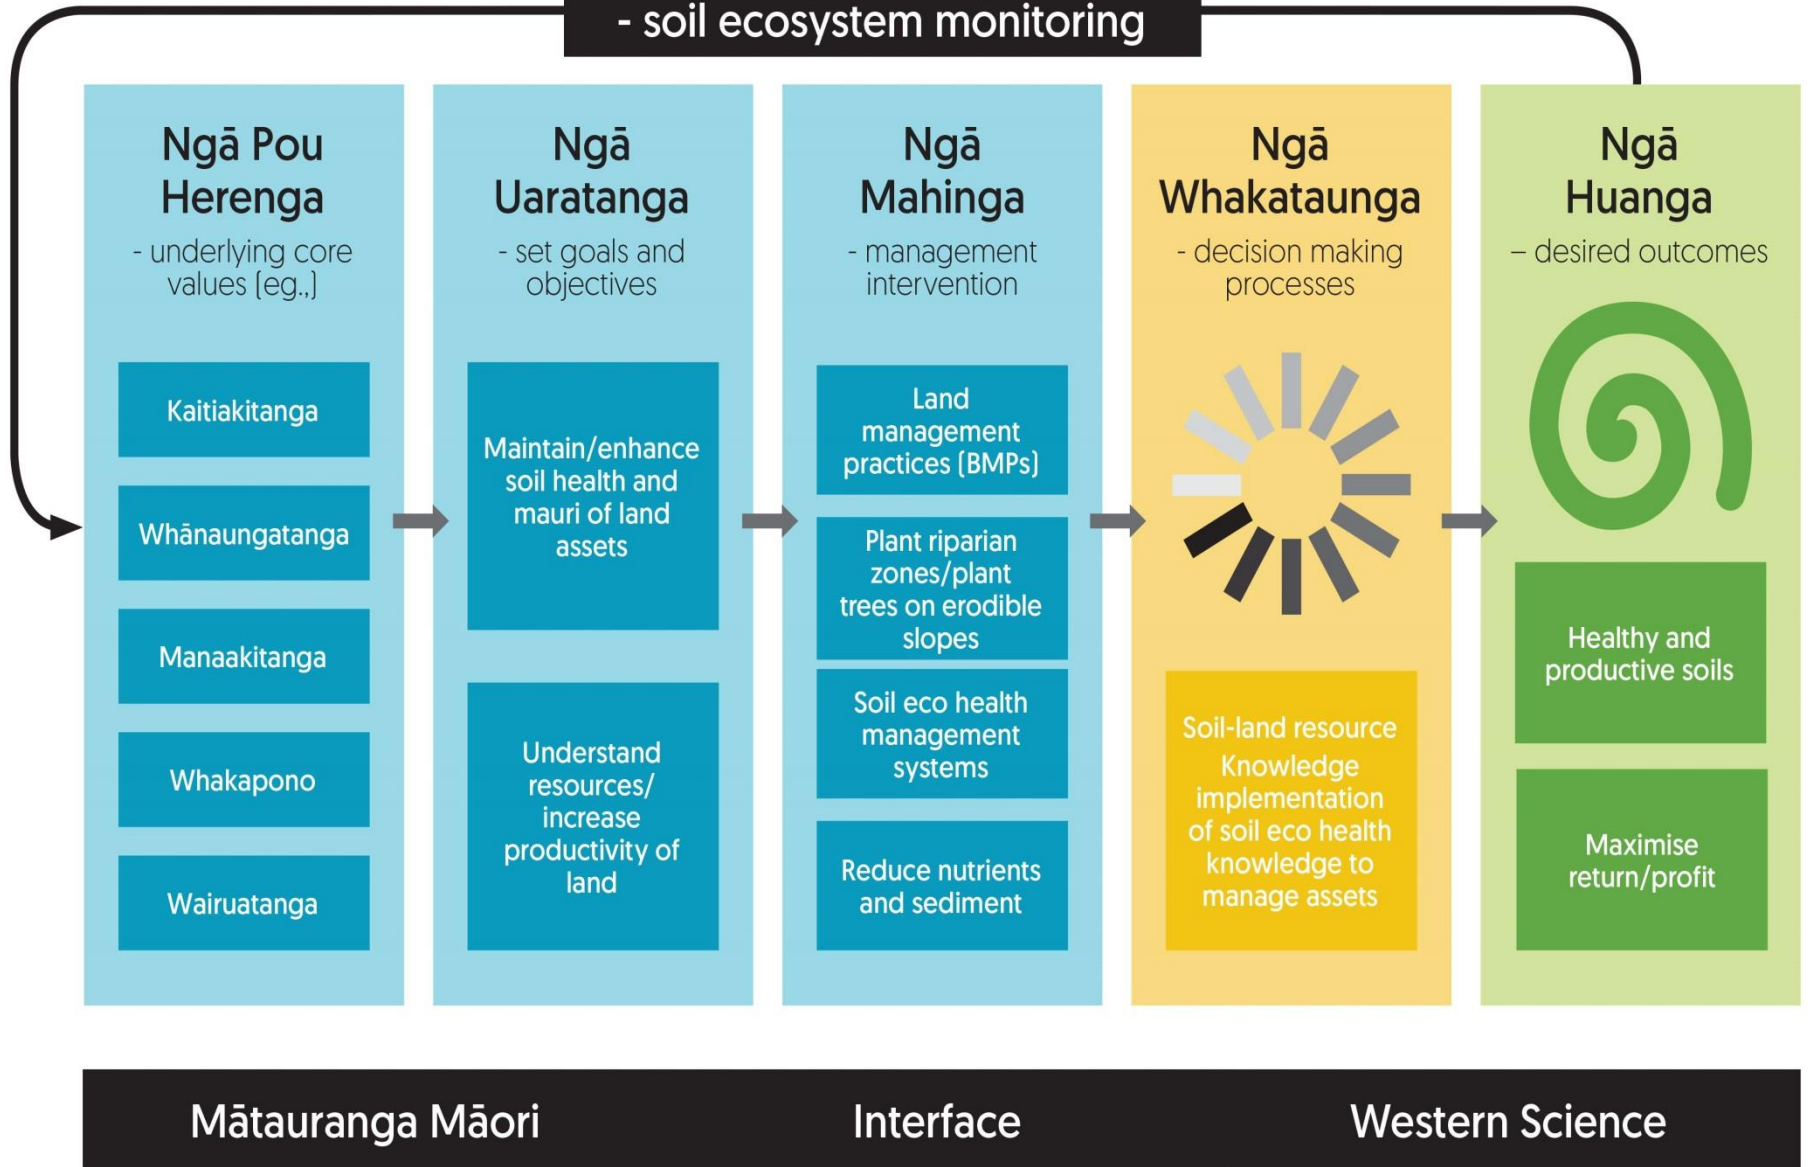 - soil ecosystem monitoring
Ngā Pou
Herenga
- underlying core
values (eg.,)
Kaitiakitanga
Whānaungatanga
Manaakitanga
Whakapono
Wairuatanga
Ngā
Uaratanga
- set goals and
objectives
Maintain/enhance
soil health and
mauri of land
assets
Understand
resources/
increase
productivity of
land
Ngā
Mahinga
- management
intervention
Land
management
practices (BMPs)
Plant riparian
zones/plant
trees on erodible
slopes
Soil eco health
management
systems
Reduce nutrients
and sediment
Ngā
Whakataunga
- decision making
processes
Soil-land resource
Knowledge
implementation
of soil eco health
knowledge to
manage assets
Ngā
Huanga
– desired outcomes
Healthy and
productive soils
Maximise
return/profit
Mātauranga Māori
Interface
Western Science